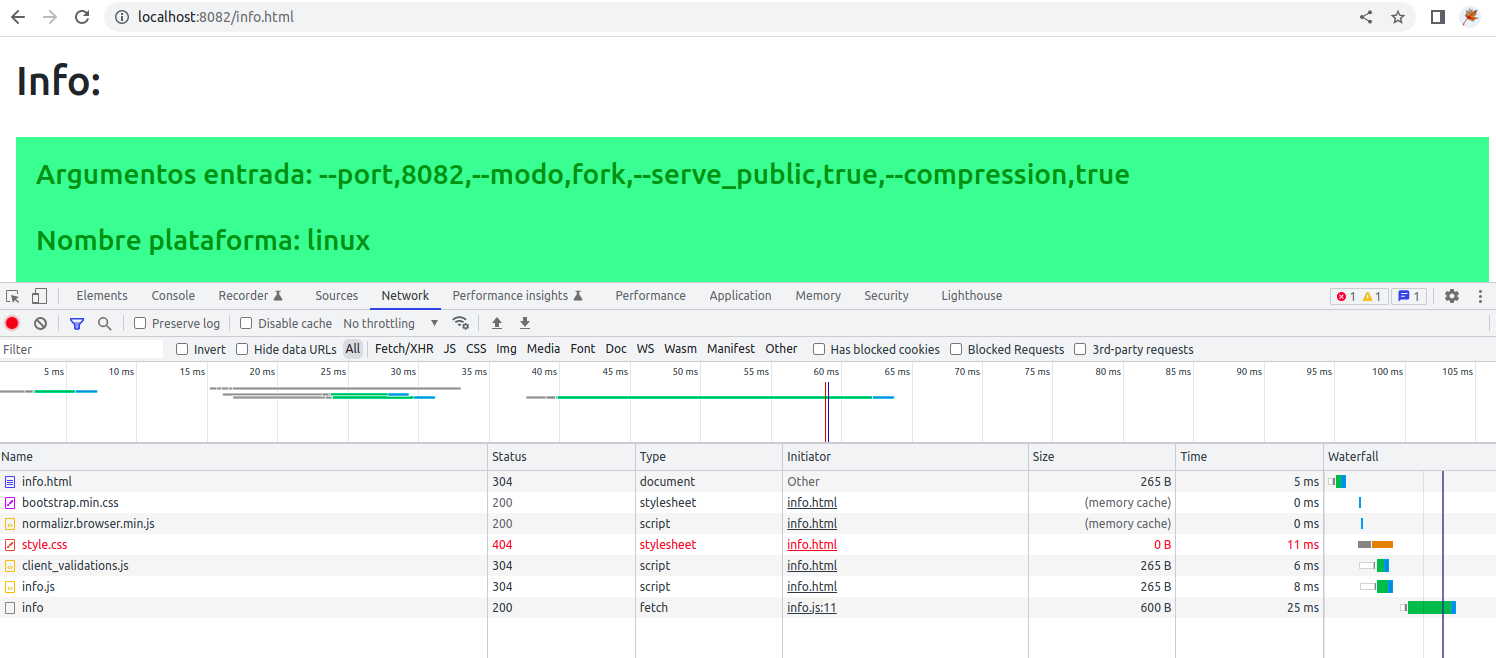 localhost:8082/info.html
Info:
Argumentos entrada: --port,8082,--modo,fork,--serve_public,true,--compression,true
Nombre plataforma: linux
Elements Console Recorder Sources Network Performance insights Performance Application Memory Security Lighthouse 1 1 1
Preserve log Disable cache No throttling
Filter Invert Hide data URLs All Fetch/XHR JS CSS Img Media Font Doc WS Wasm Manifest Other Has blocked cookies Blocked Requests 3rd-party requests
5 ms 10 ms 15 ms 20 ms 25 ms 30 ms 35 ms 40 ms 45 ms 50 ms 55 ms 60 ms 65 ms 70 ms 75 ms 80 ms 85 ms 90 ms 95 ms 100 ms 105 ms
Name Status Type Initiator Size Time Waterfall
info.html 304 document Other 265 B 5 ms
bootstrap.min.css 200 stylesheet info.html (memory cache) 0 ms
normalizr.browser.min.js 200 script info.html (memory cache) 0 ms
style.css 404 stylesheet info.html 0 B 11 ms
client_validations.js 304 script info.html 265 B 6 ms
info.js 304 script info.html 265 B 8 ms
info 200 fetch info.js:11 600 B 25 ms